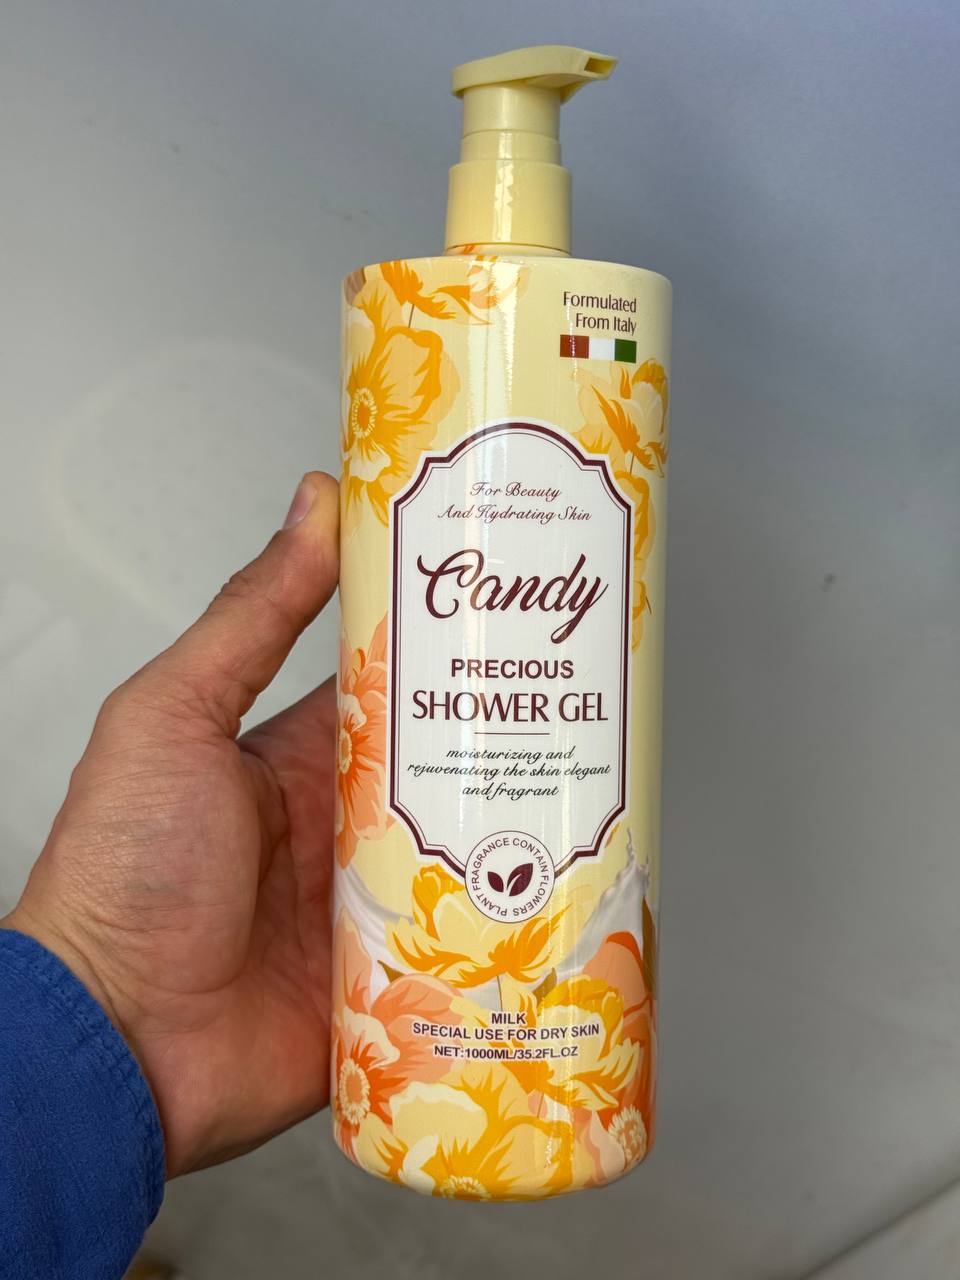 Formulated
From Italy
For Beauty
And Hydrating Skin
Candy
PRECIOUS
SHOWER GEL
moisturizing and
rejuvenating the skin elegant
and fragrant
PLANT FRAGRANCE CONTAIN FLOWERS
MILK
SPECIAL USE FOR DRY SKIN
NET:1000ML/35.2FL.OZ